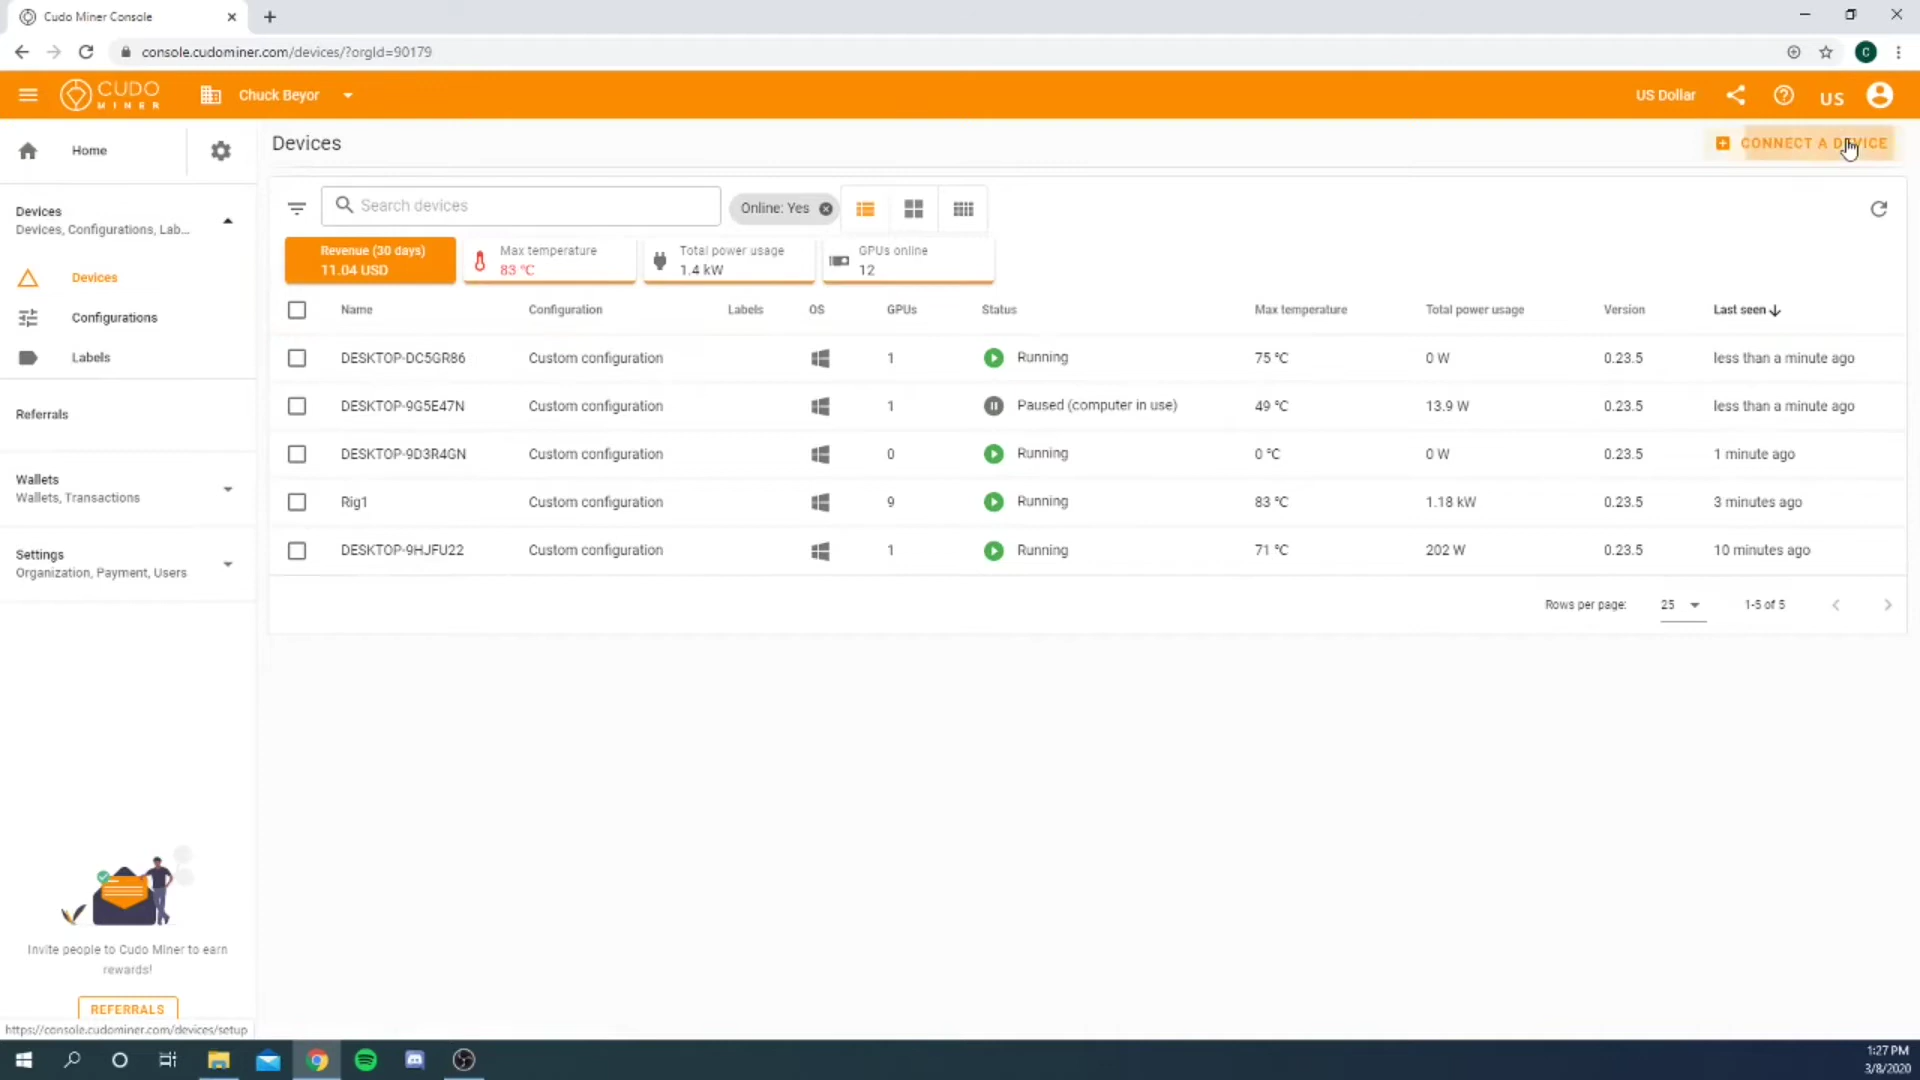 Cudo Miner Console
console.cudominer.com/devices/?orgId=90179
CUDO
MINER
Chuck Beyor
US Dollar
US
Home
Devices
CONNECT A DEVICE
Devices
Devices, Configurations, Lab...
Search devices
Online: Yes
Revenue (30 days)
11.04 USD
Max temperature
83 °C
Total power usage
1.4 kW
GPUs online
12
Devices
Configurations
Labels
Name Configuration Labels OS GPUs Status Max temperature Total power usage Version Last seen
DESKTOP-DC5GR86 Custom configuration 1 Running 75 °C 0 W 0.23.5 less than a minute ago
DESKTOP-9G5E47N Custom configuration 1 Paused (computer in use) 49 °C 13.9 W 0.23.5 less than a minute ago
DESKTOP-9D3R4GN Custom configuration 0 Running 0 °C 0 W 0.23.5 1 minute ago
Rig1 Custom configuration 9 Running 83 °C 1.18 kW 0.23.5 3 minutes ago
DESKTOP-9HJFU22 Custom configuration 1 Running 71 °C 202 W 0.23.5 10 minutes ago
Rows per page: 25 1-5 of 5
Referrals
Wallets
Wallets, Transactions
Settings
Organization, Payment, Users
Invite people to Cudo Miner to earn
rewards!
REFERRALS
https://console.cudominer.com/devices/setup
1:27 PM
3/8/2020